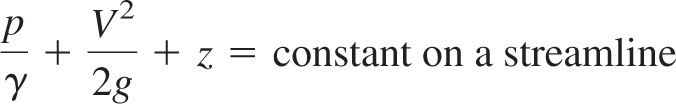 p/γ + V²/2g + z = constant on a streamline